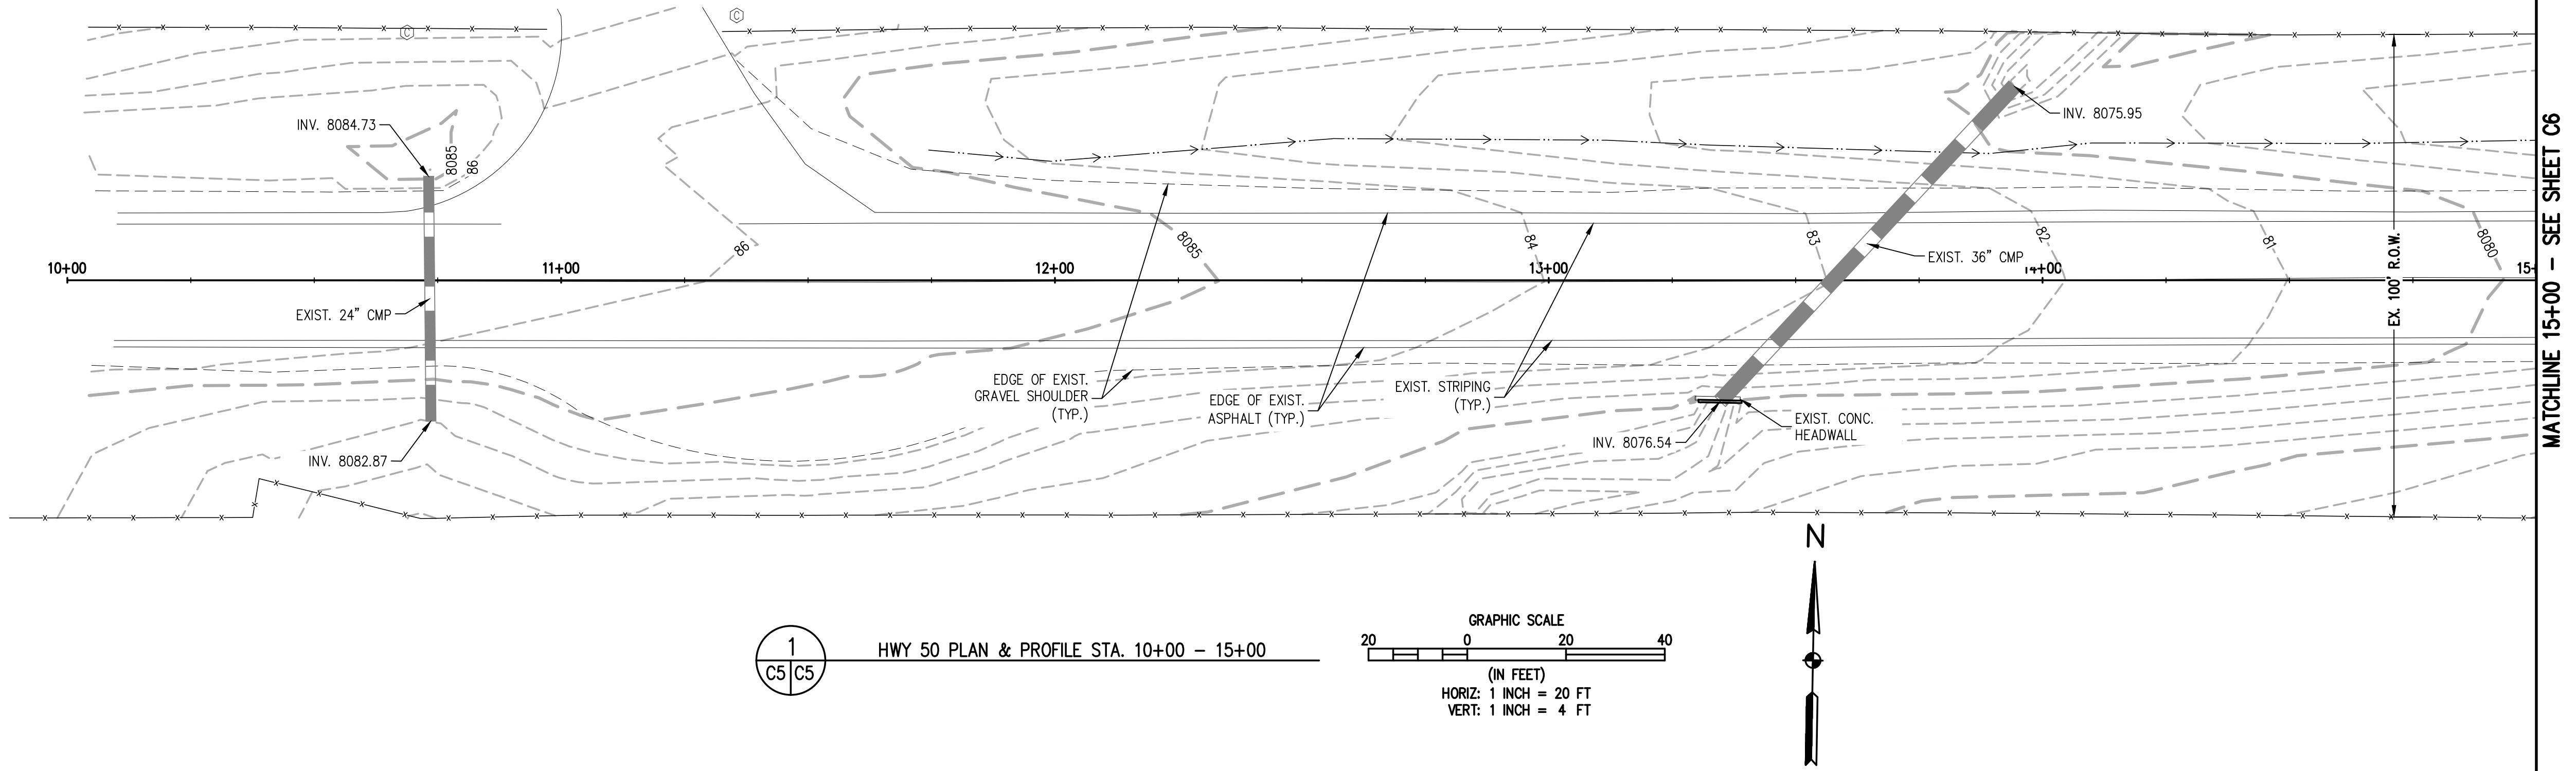 C
C
INV. 8084.73
8085
86
INV. 8075.95
10+00
11+00
12+00
13+00
14+00
15+
86
8085
84
83
82
81
8080
EXIST. 36" CMP
EXIST. 24" CMP
EX. 100' R.O.W.
MATCHLINE 15+00 - SEE SHEET C6
EDGE OF EXIST.
GRAVEL SHOULDER
(TYP.)
EDGE OF EXIST.
ASPHALT (TYP.)
EXIST. STRIPING
(TYP.)
EXIST. CONC.
HEADWALL
INV. 8076.54
INV. 8082.87
N
1
C5 C5
HWY 50 PLAN & PROFILE STA. 10+00 - 15+00
GRAPHIC SCALE
20 0 20 40
(IN FEET)
HORIZ: 1 INCH = 20 FT
VERT: 1 INCH = 4 FT